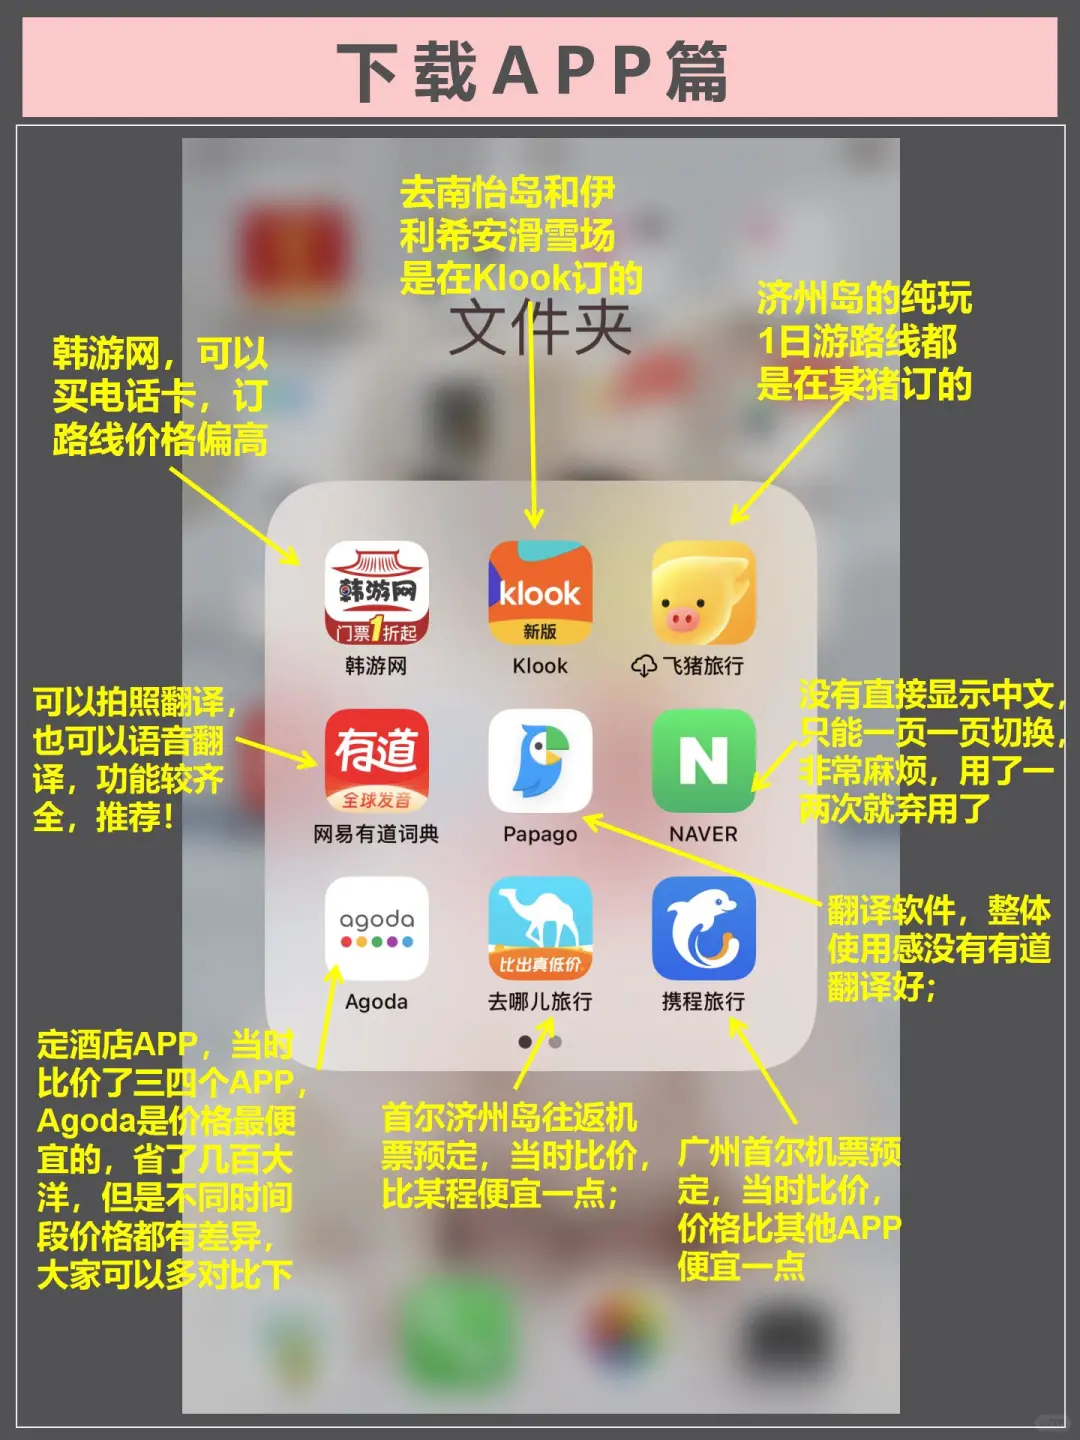 下载APP篇
去南怡岛和伊
利希安滑雪场
是在Klook订的
文件夹
济州岛的纯玩
1日游路线都
是在某猪订的
韩游网，可以
买电话卡，订
路线价格偏高
韩游网
门票1折起
韩游网
klook
新版
Klook
飞猪旅行
可以拍照翻译，
也可以语音翻
译，功能较齐
全，推荐！
有道
全球发音
网易有道词典
Papago
N
NAVER
没有直接显示中文，
只能一页一页切换，
非常麻烦，用了一
两次就弃用了
翻译软件，整体
使用感没有有道
翻译好；
agoda
Agoda
比出真低价
去哪儿旅行
携程旅行
定酒店APP，当时
比价了三四个APP，
Agoda是价格最便
宜的，省了几百大
洋，但是不同时间
段价格都有差异，
大家可以多对比下
首尔济州岛往返机
票预定，当时比价，
比某程便宜一点；
广州首尔机票预
定，当时比价，
价格比其他APP
便宜一点